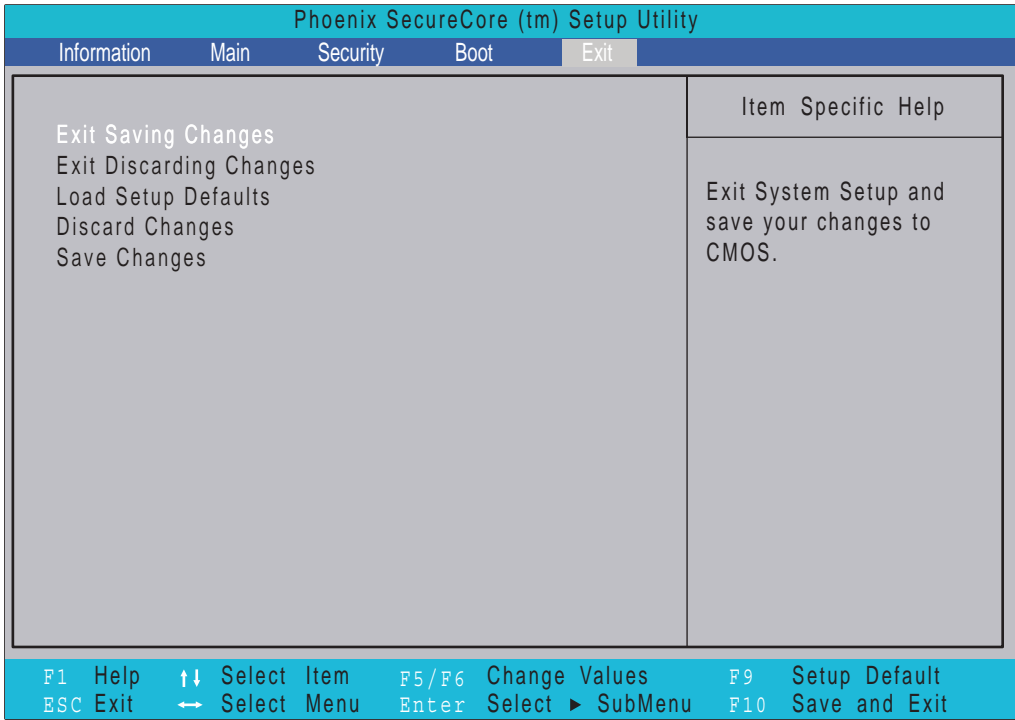 Phoenix SecureCore (tm) Setup Utility
Information Main Security Boot Exit
Exit Saving Changes
Exit Discarding Changes
Load Setup Defaults
Discard Changes
Save Changes
Item Specific Help
Exit System Setup and
save your changes to
CMOS.
F1 Help ↑↓ Select Item F5/F6 Change Values F9 Setup Default
ESC Exit ↔ Select Menu Enter Select ► SubMenu F10 Save and Exit